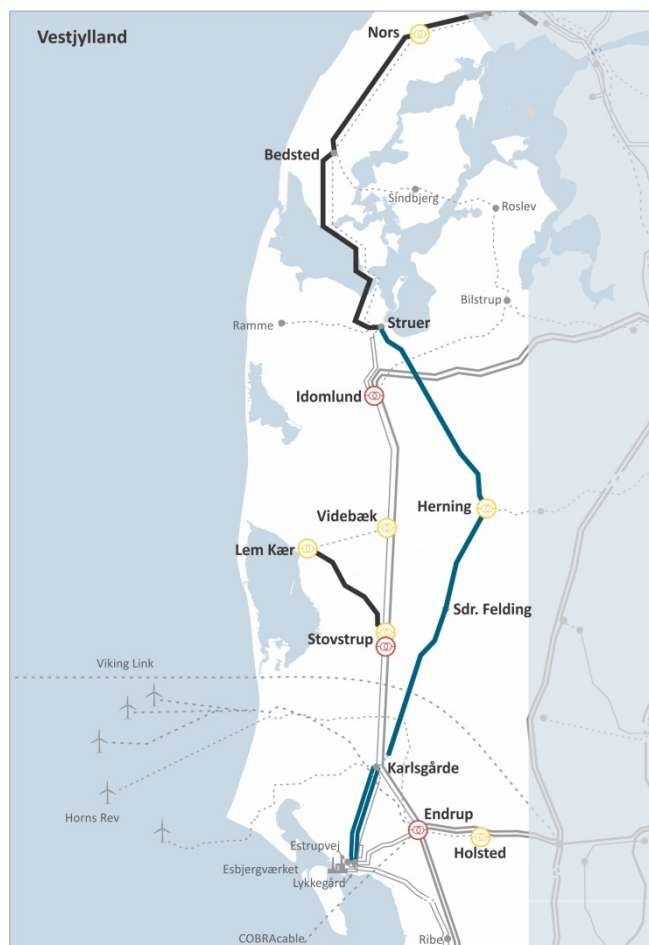 Vestjylland
Nors
Bedsted
Sindbjerg
Roslev
Bilstrup
Ramme
Struer
Idomlund
Videbæk
Herning
Lem Kær
Sdr. Felding
Stovstrup
Viking Link
Karlsgårde
Horns Rev
Endrup
Estrupvej
Holsted
Esbjergværket
Lykkegård
COBRAcable
Ribe